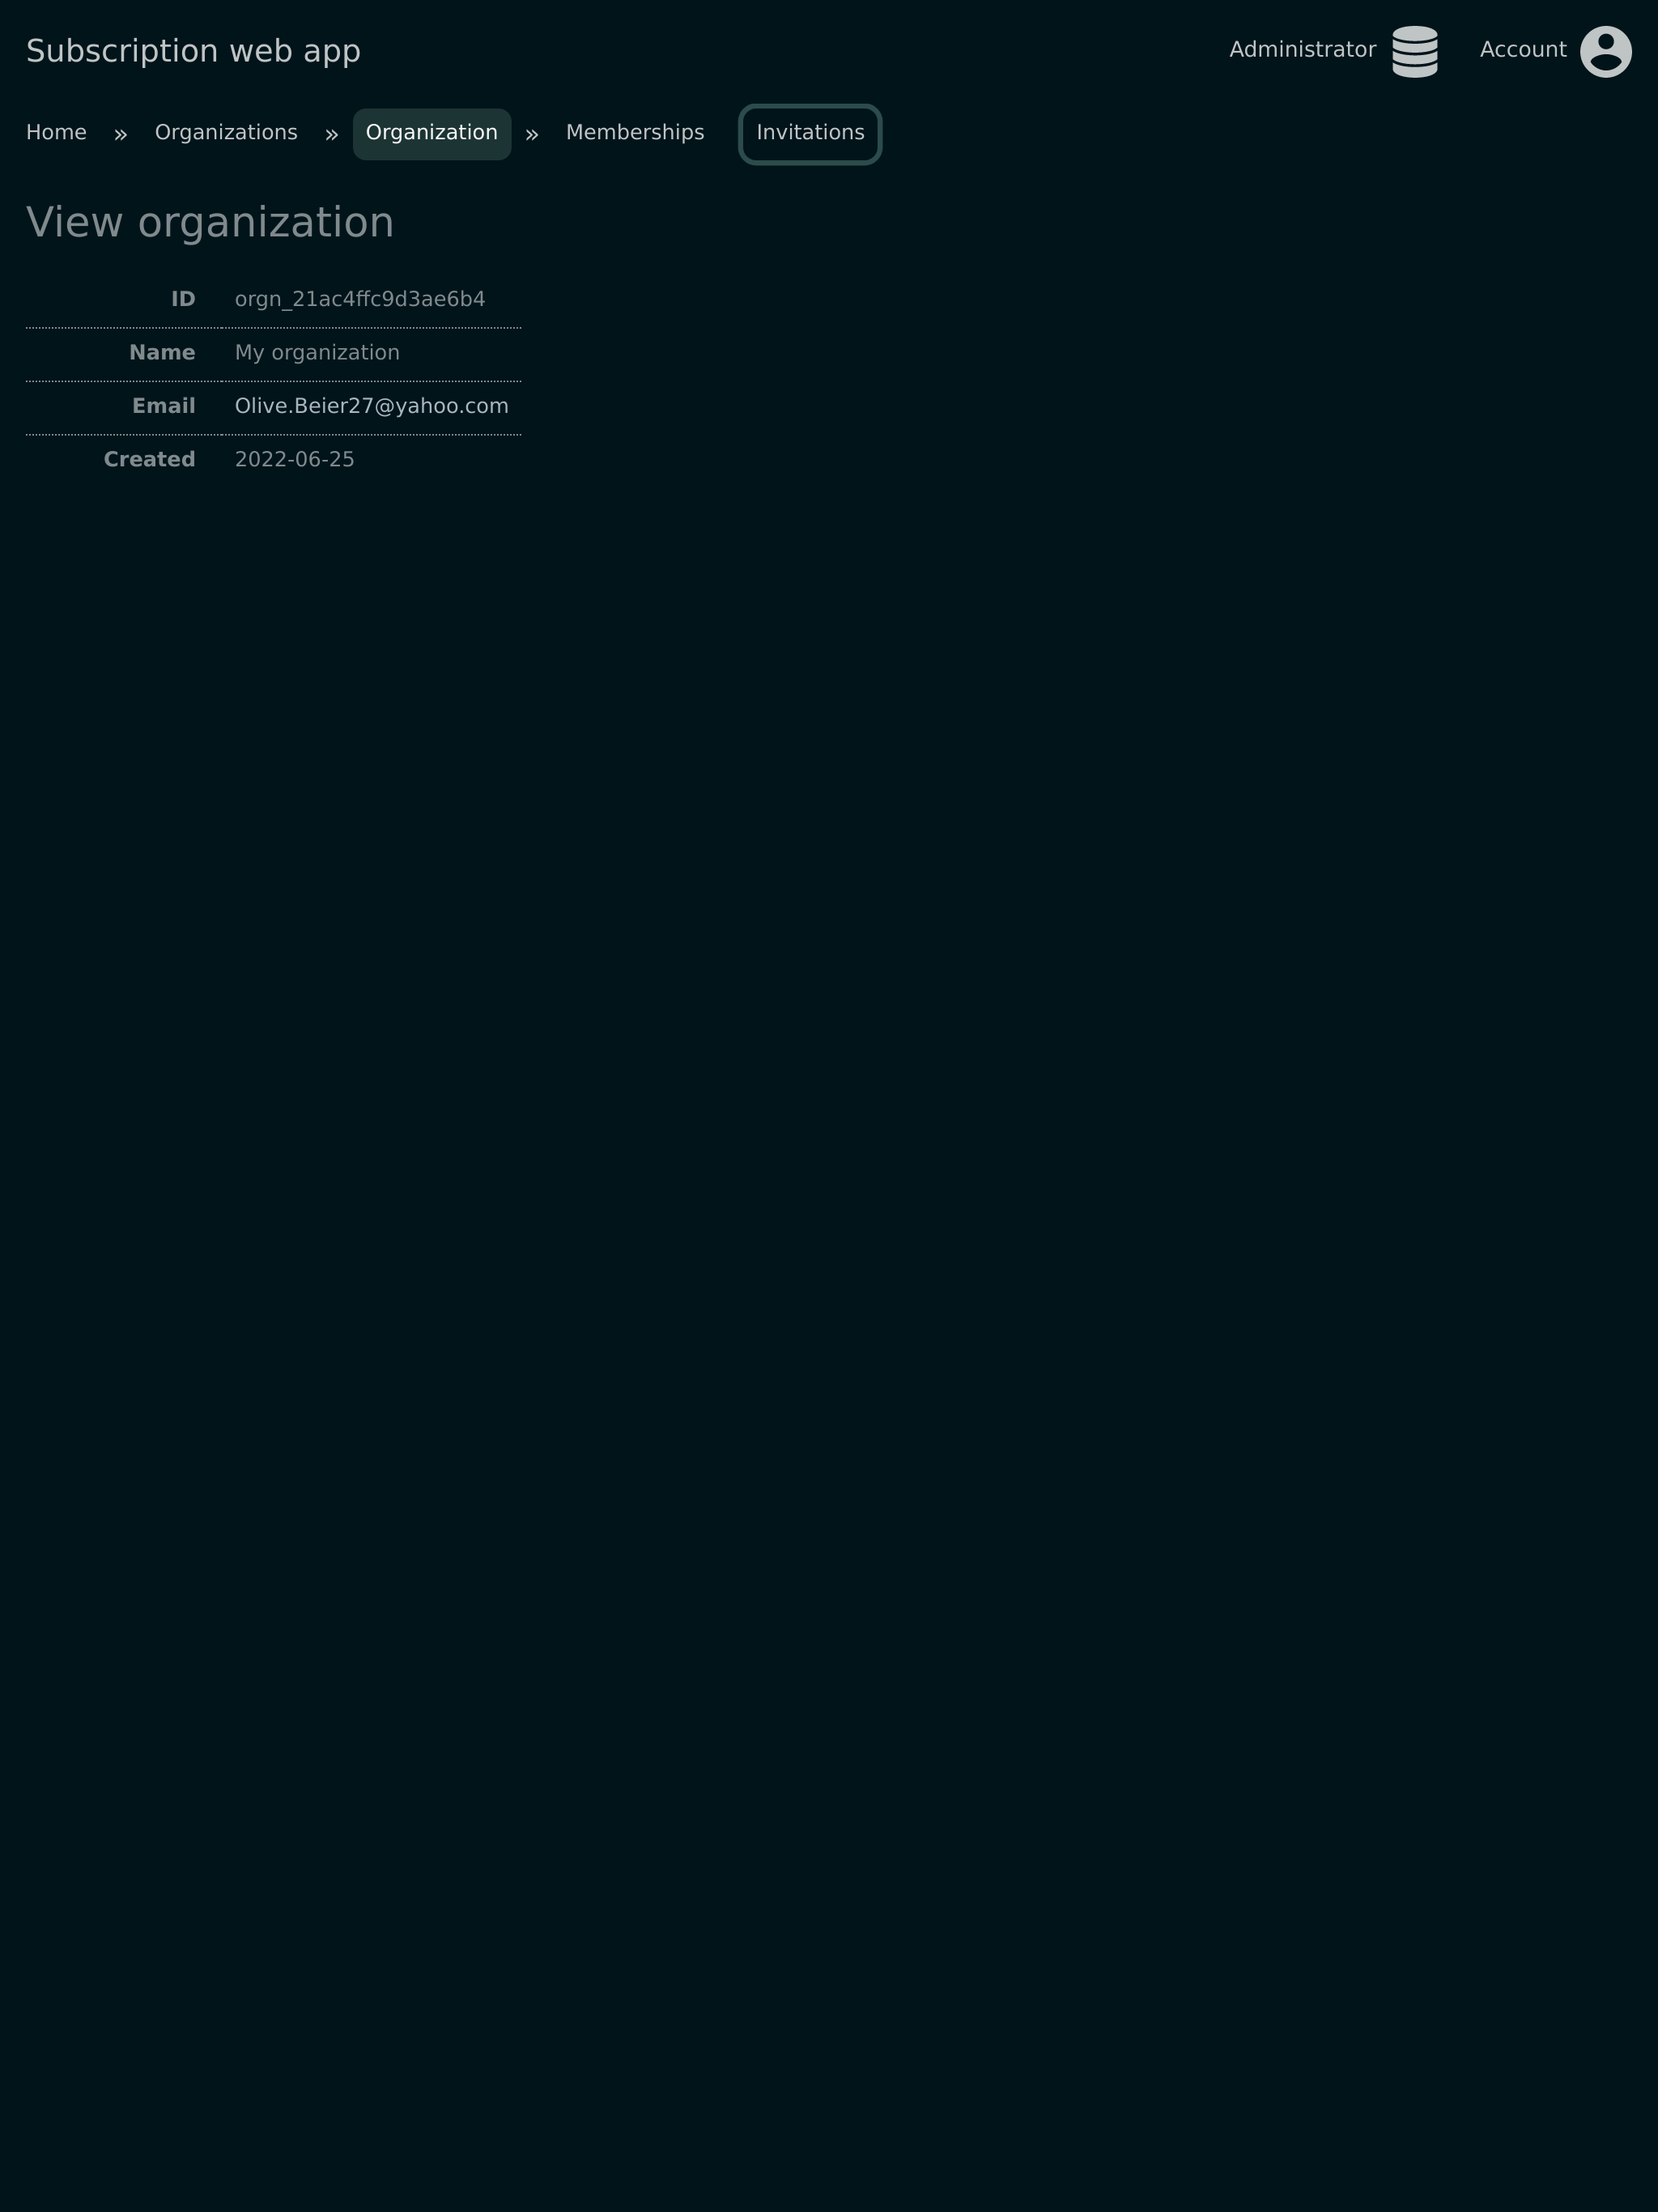 Subscription web app Administrator Account
Home » Organizations » Organization » Memberships Invitations
View organization
ID orgn_21ac4ffc9d3ae6b4
Name My organization
Email Olive.Beier27@yahoo.com
Created 2022-06-25